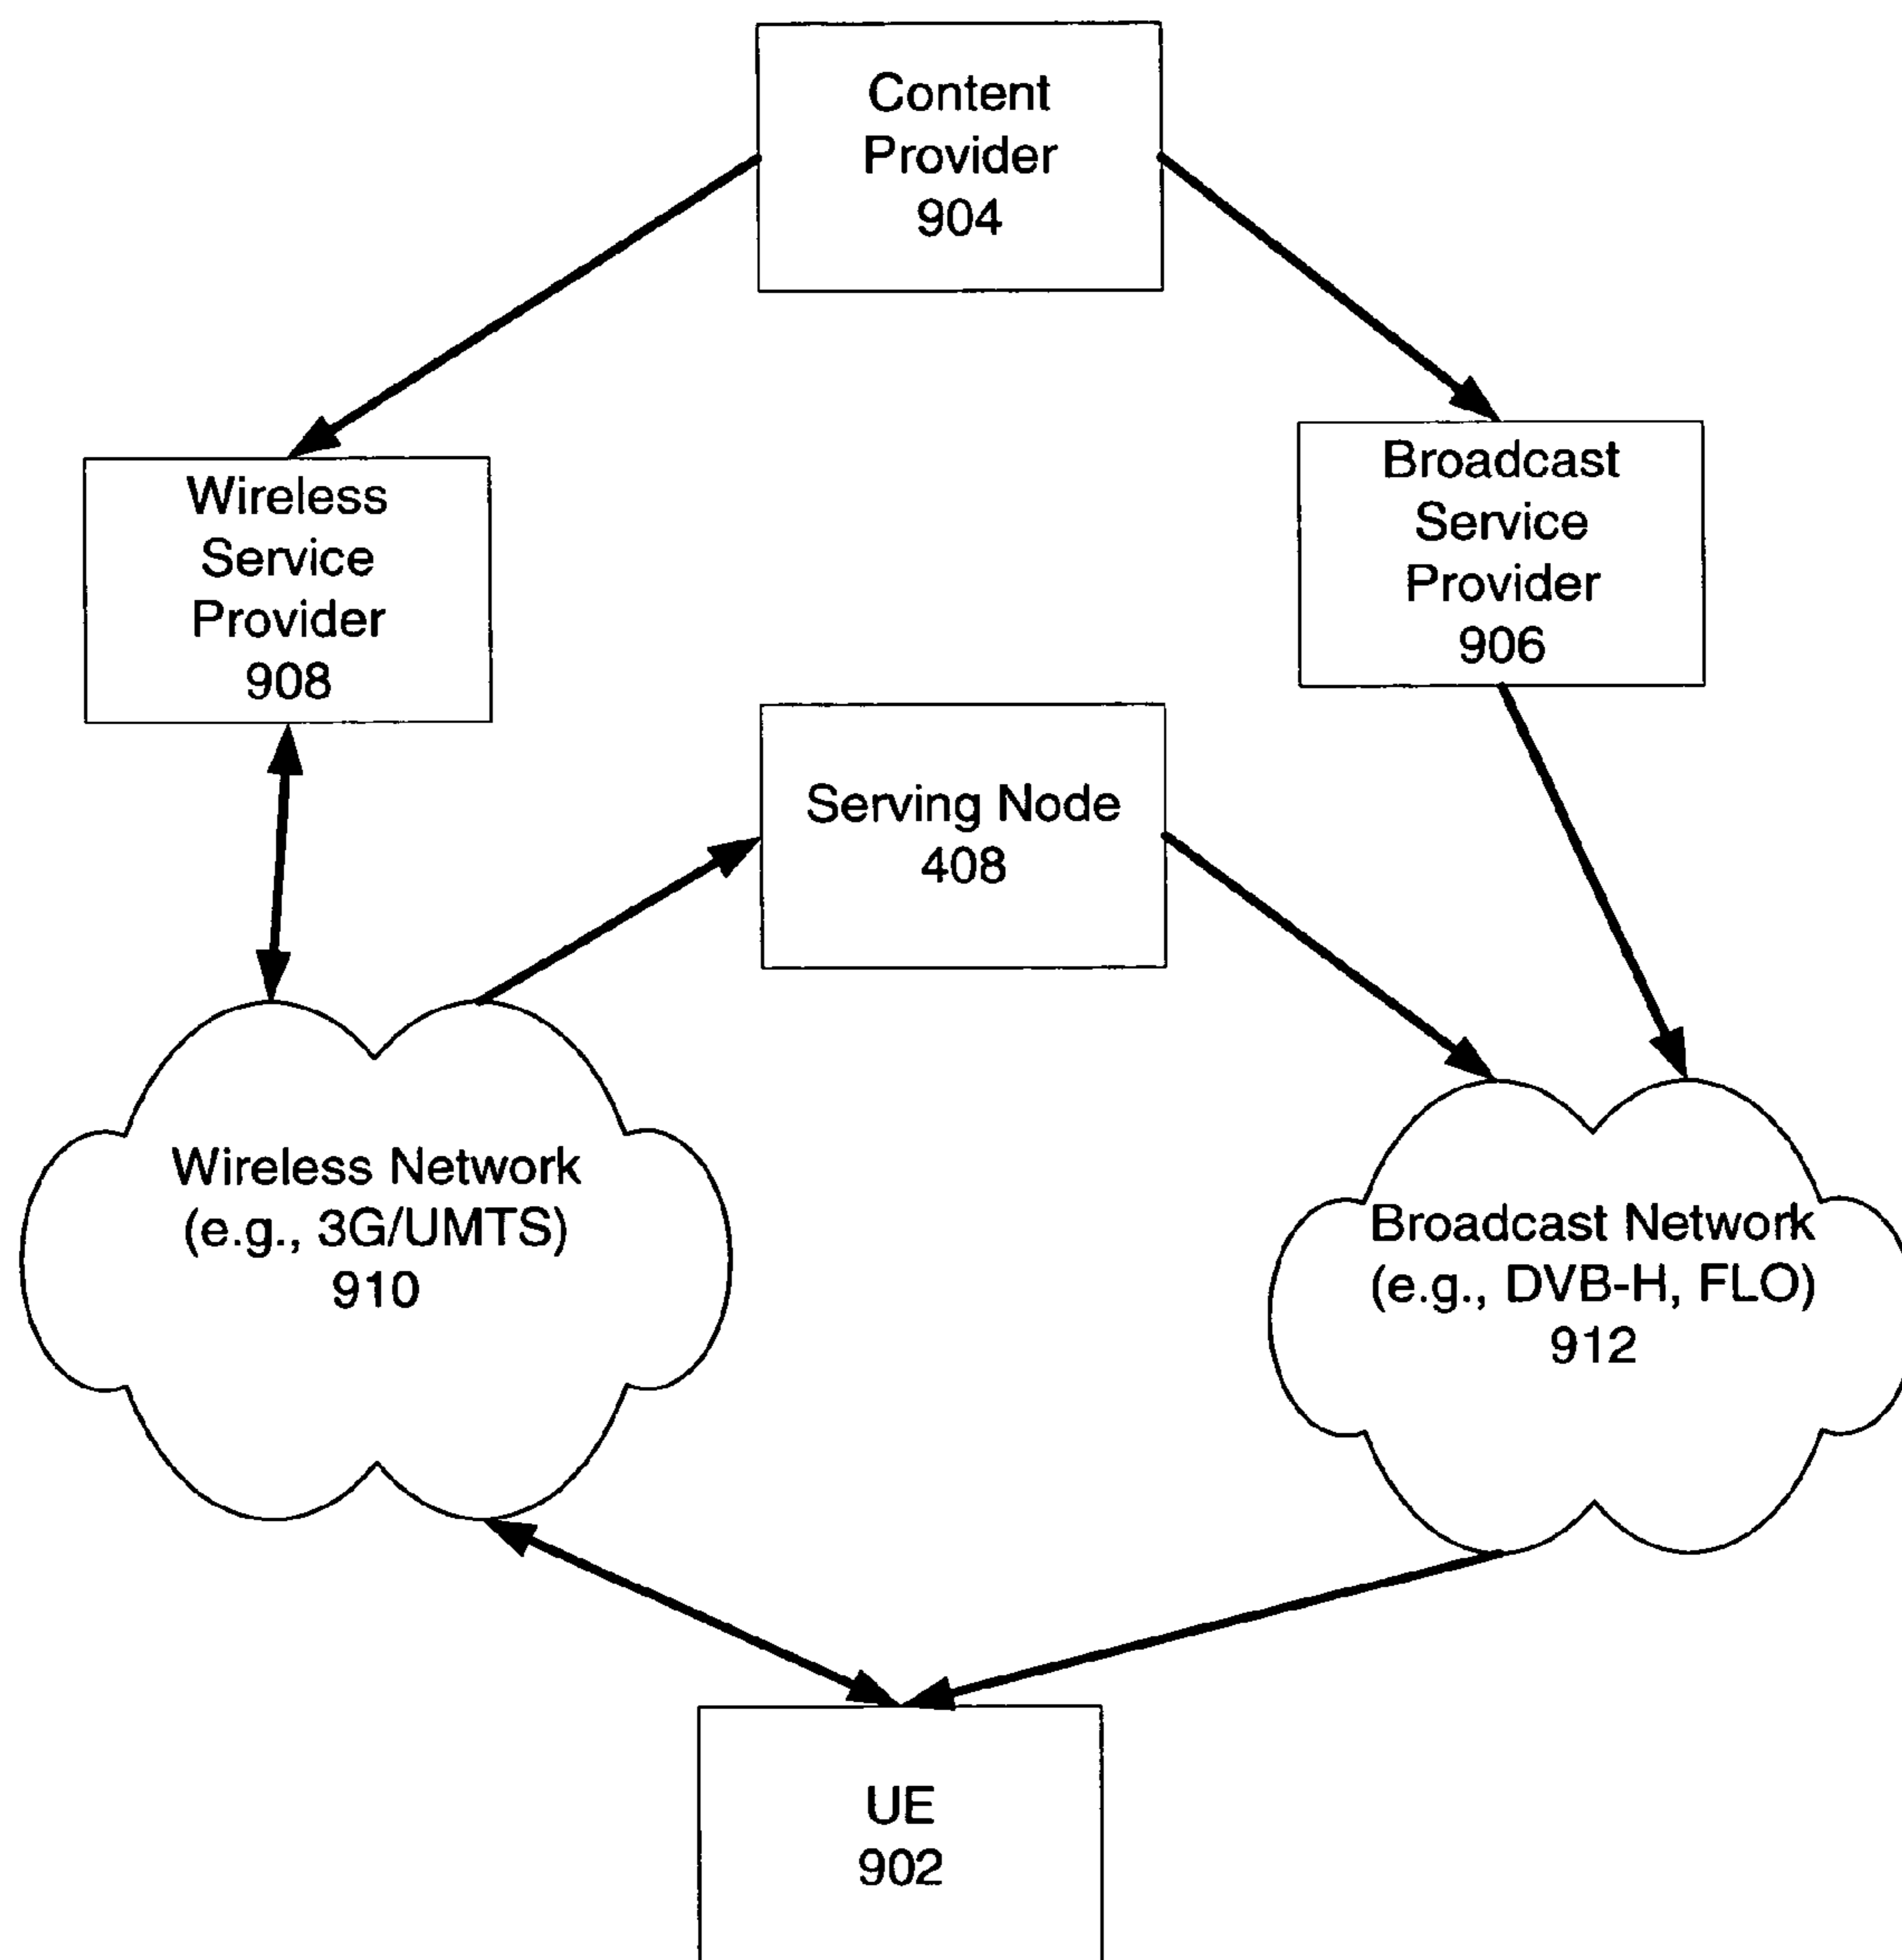 Content
Provider
904
Wireless
Service
Provider
908
Broadcast
Service
Provider
906
Serving Node
408
Wireless Network
(e.g., 3G/UMTS)
910
Broadcast Network
(e.g., DVB-H, FLO)
912
UE
902